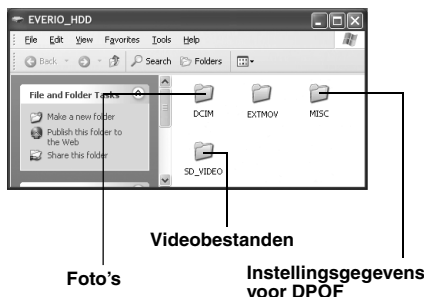 EVERIO_HDD
File Edit View Favorites Tools Help
Back Search Folders
File and Folder Tasks
Make a new folder
Publish this folder to
the Web
Share this folder
DCIM
EXTMOV
MISC
SD_VIDEO
Videobestanden
Foto's
Instellingsgegevens
voor DPOF